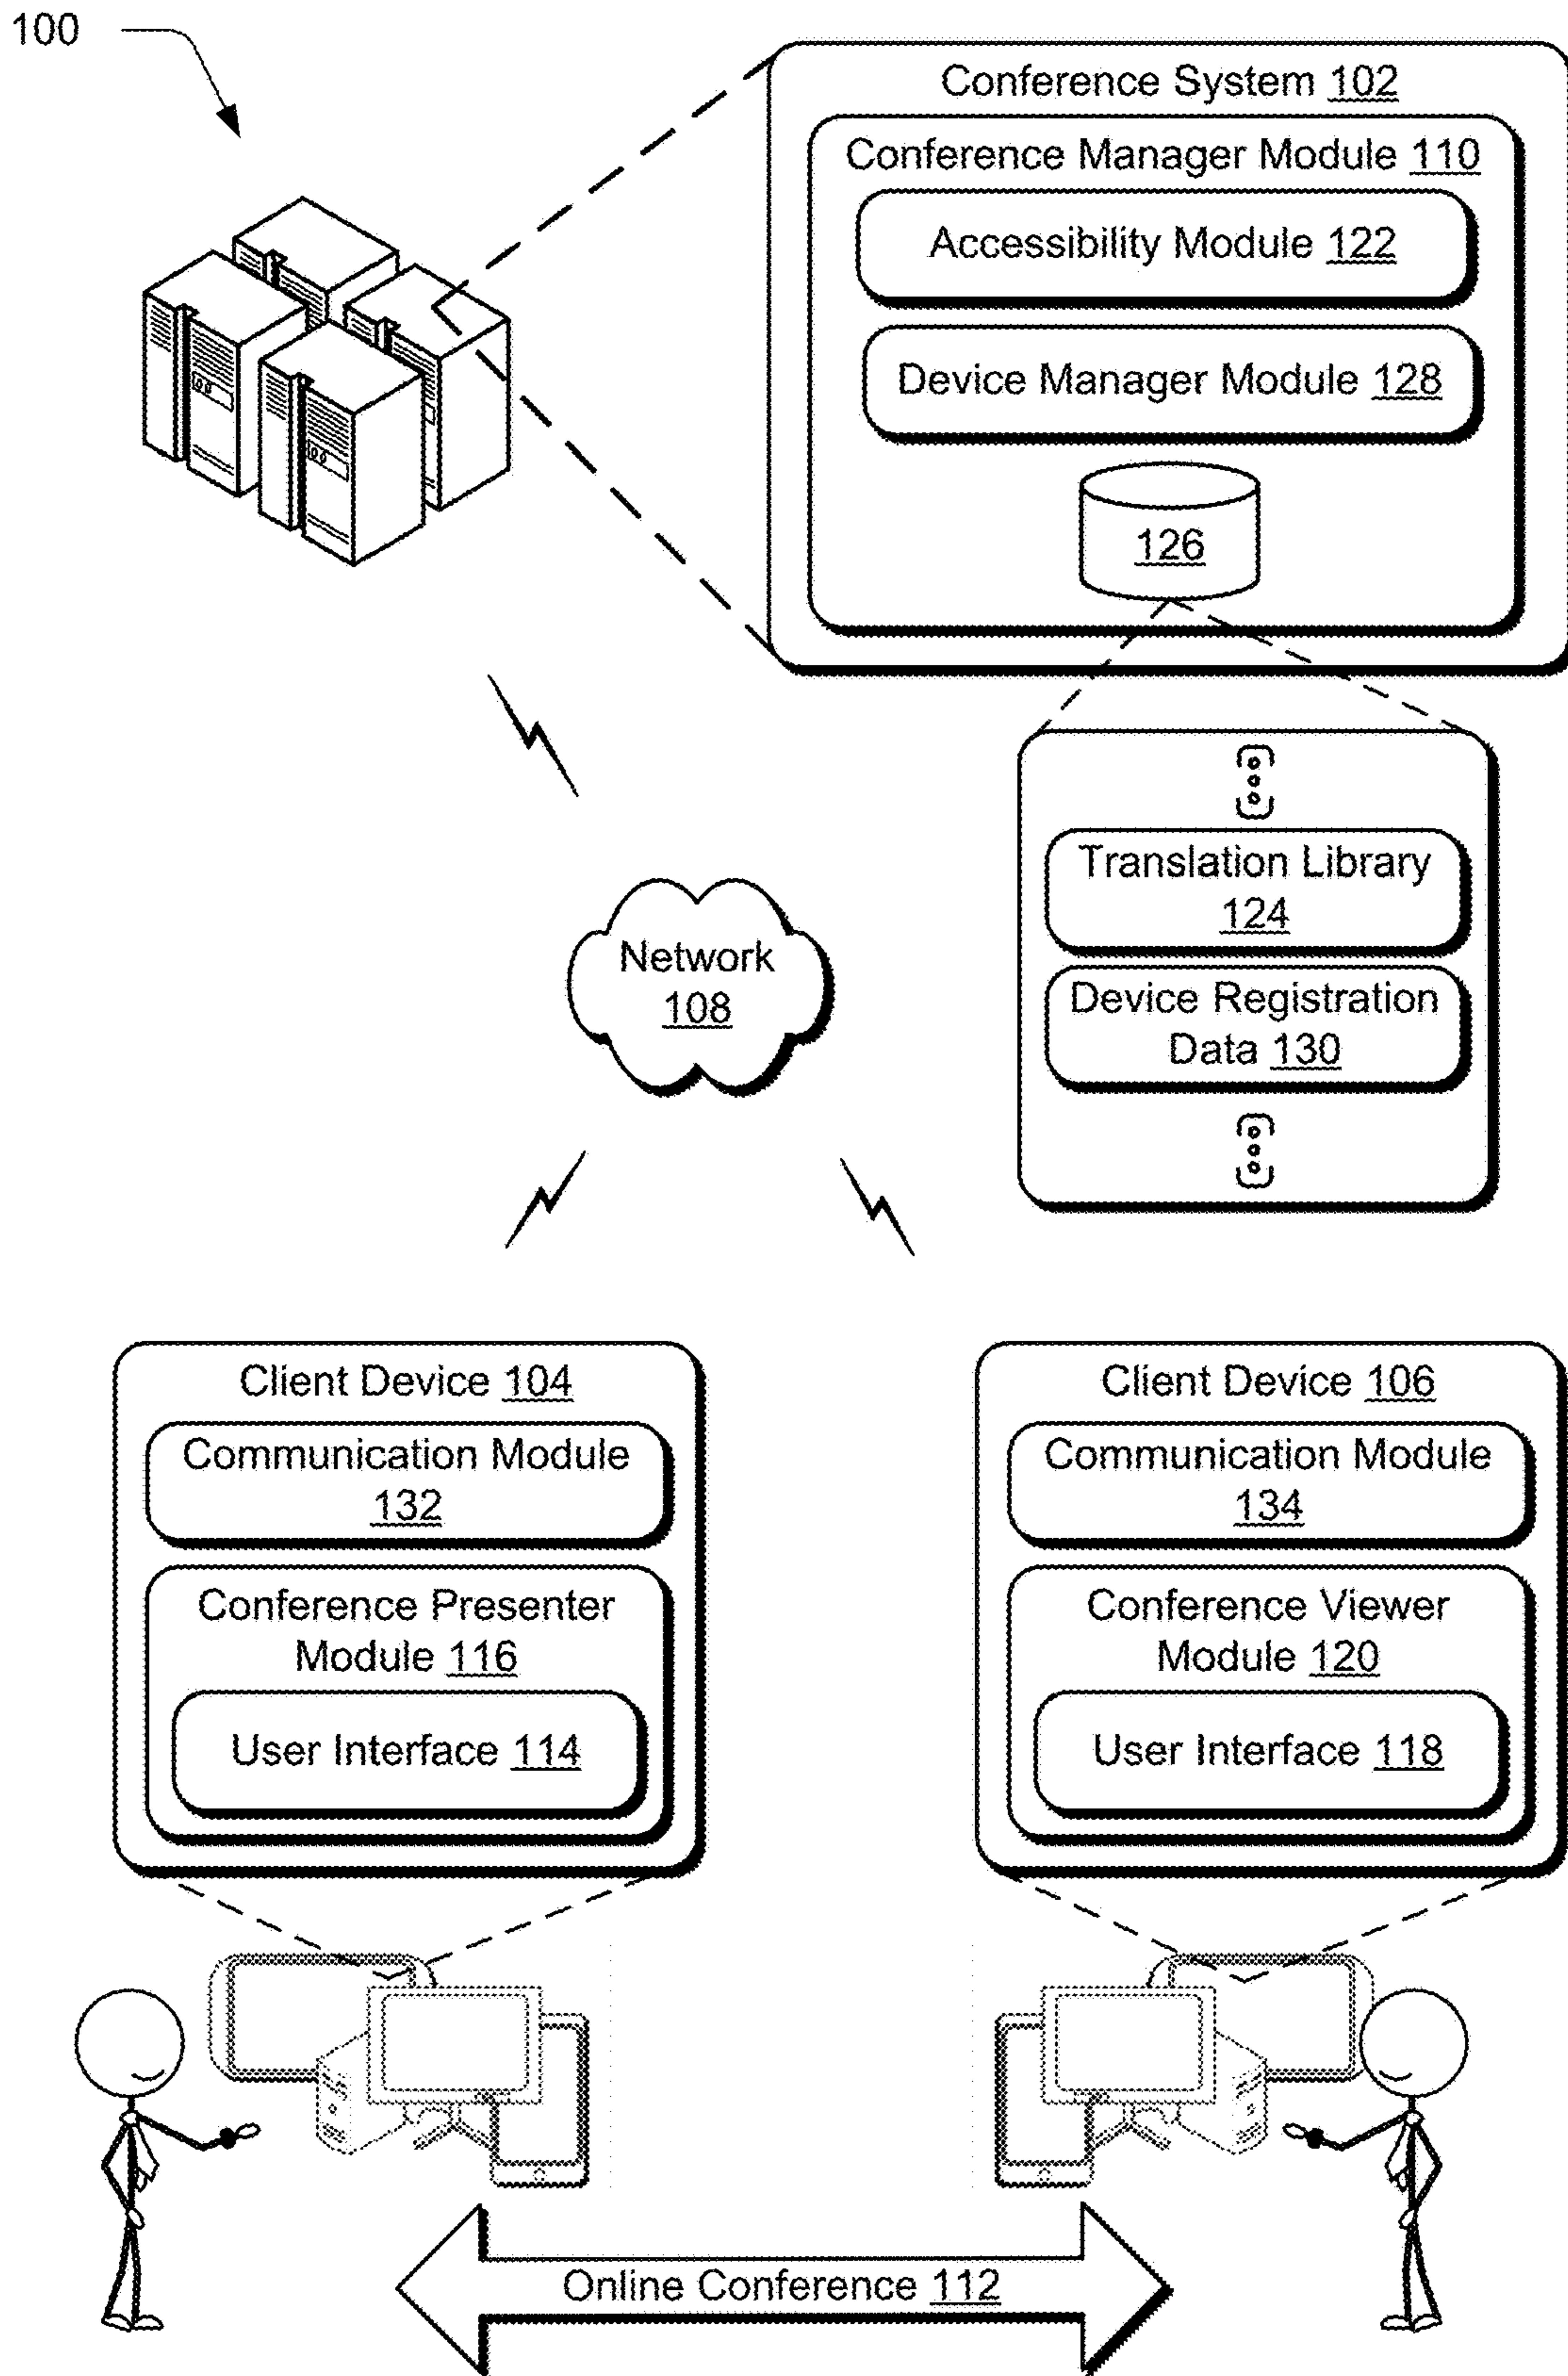 100
Conference System 102
Conference Manager Module 110
Accessibility Module 122
Device Manager Module 128
126
Translation Library
124
Device Registration
Data 130
Network
108
Client Device 104
Communication Module
132
Conference Presenter
Module 116
User Interface 114
Client Device 106
Communication Module
134
Conference Viewer
Module 120
User Interface 118
Online Conference 112